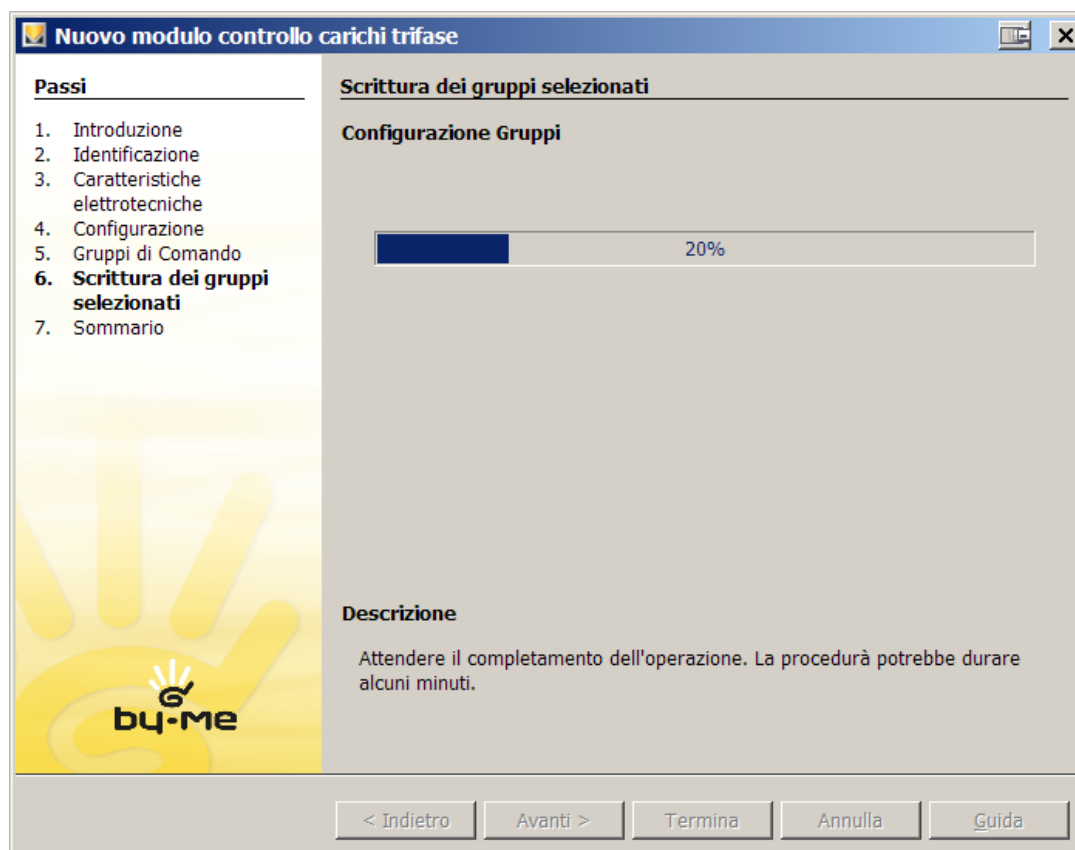 Nuovo modulo controllo carichi trifase
Passi
1. Introduzione
2. Identificazione
3. Caratteristiche
elettrotecniche
4. Configurazione
5. Gruppi di Comando
6. Scrittura dei gruppi
selezionati
7. Sommario
by-me
Scrittura dei gruppi selezionati
Configurazione Gruppi
20%
Descrizione
Attendere il completamento dell'operazione. La procedurà potrebbe durare
alcuni minuti.
< Indietro Avanti > Termina Annulla Guida